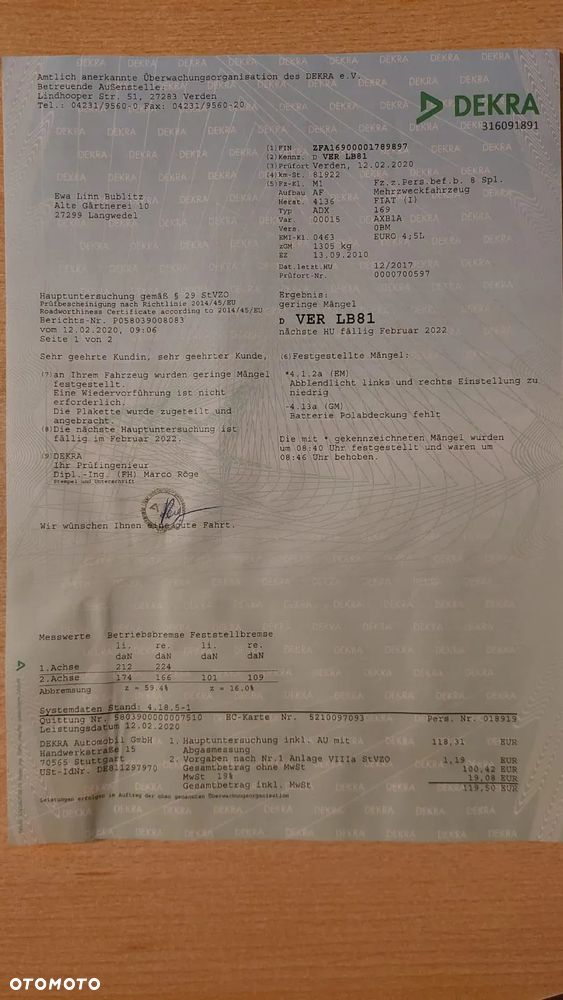 Amtlich anerkannte Überwachungsorganisation des DEKRA e.V.
Betreuende Außenstelle:
Lindhooper Str. 51, 27283 Verden
Tel.: 04231/9560-0 Fax: 04231/9560-20
DEKRA
316091891
(1) FIN ZFA16900001789897
(2) Kennz. D VER LB81
(3) Prüfort Verden, 12.02.2020
(4) km-St. 81922
(5) Fz-Kl. M1 Fz.z.Pers.bef.b. 8 Spl.
Aufbau AF Mehrzweckfahrzeug
Herst. 4136 FIAT (I)
Typ ADX 169
Var. 00015 AXB1A
Vers. 0BM
EMI-Kl. 0463 EURO 4;5L
zGM 1305 kg
EZ 13.09.2010
Dat.letzt.HU 12/2017
Prüfort-Nr. 0000700597
Ewa Linn Bublitz
Alte Gärtnerei 10
27299 Langwedel
Hauptuntersuchung gemäß § 29 StVZO
Prüfbescheinigung nach Richtlinie 2014/45/EU
Roadworthiness Certificate according to 2014/45/EU
Berichts-Nr. P058039008083
vom 12.02.2020, 09:06
Seite 1 von 2
Ergebnis:
geringe Mängel
D VER LB81
nächste HU fällig Februar 2022
Sehr geehrte Kundin, sehr geehrter Kunde,
(7) an Ihrem Fahrzeug wurden geringe Mängel
festgestellt.
Eine Wiedervorführung ist nicht
erforderlich.
Die Plakette wurde zugeteilt und
angebracht.
(8) Die nächste Hauptuntersuchung ist
fällig im Februar 2022.
(9) DEKRA
Ihr Prüfingenieur
Dipl.-Ing. (FH) Marco Röge
Stempel und Unterschrift
(6) Festgestellte Mängel:
*4.1.2a (EM)
Abblendlicht links und rechts Einstellung zu
niedrig
-4.13a (GM)
Batterie Polabdeckung fehlt
Die mit * gekennzeichneten Mängel wurden
um 08:40 Uhr festgestellt und waren um
08:46 Uhr behoben.
Wir wünschen Ihnen eine gute Fahrt.
Messwerte Betriebsbremse Feststellbremse
li. re. li. re.
daN daN daN daN
1.Achse 212 224
2.Achse 174 166 101 109
Abbremsung z = 59.4% z = 16.0%
Systemdaten Stand: 4.18.5-1
Quittung Nr. 5803900000007510 EC-Karte Nr. 5210097093 Pers. Nr. 018919
Leistungsdatum 12.02.2020
DEKRA Automobil GmbH
Handwerkstraße 15
70565 Stuttgart
USt-IdNr. DE811297970
1. Hauptuntersuchung inkl. AU mit 118,31 EUR
Abgasmessung
2. Vorgaben nach Nr.1 Anlage VIIIa StVZO 1,19 EUR
Gesamtbetrag ohne MwSt 100,42 EUR
MwSt 19% 19,08 EUR
Gesamtbetrag inkl. MwSt 119,50 EUR
Leistungen erfolgen im Auftrag der oben genannten Überwachungsorganisation
OTOMOTO